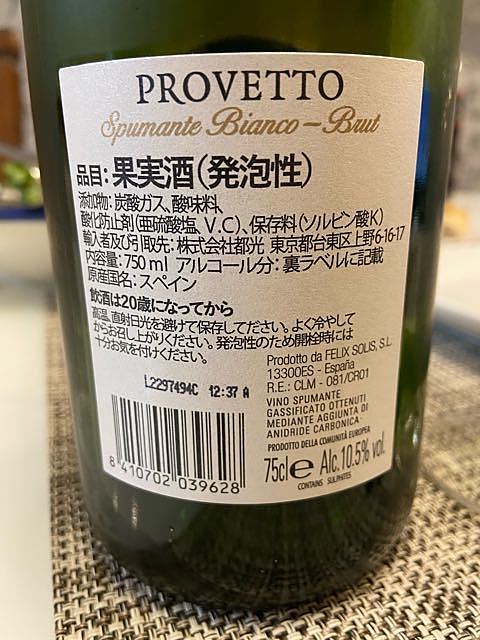 PROVETTO
Spumante Bianco – Brut
品目:果実酒(発泡性)
添加物:炭酸ガス、酸味料、
酸化防止剤(亜硫酸塩、V.C)、保存料(ソルビン酸K)
輸入者及び引取先:株式会社都光 東京都台東区上野6-16-17
内容量:750ml アルコール分:裏ラベルに記載
原産国名:スペイン
飲酒は20歳になってから
高温、直射日光を避けて保存してださい。よく冷やして
からお召し上がりください。発泡性のため開栓時には
十分お気を付けください。
L2297494C 12:37 A
8 410702 039628
Prodotto da FELIX SOLIS, S.L.
13300ES - España
R.E.: CLM - 081/CR01
VINO SPUMANTE
GASSIFICATO OTTENUTI
MEDIANTE AGGIUNTA DI
ANIDRIDE CARBONICA
PRODOTTO DELLA COMUNITÀ EUROPEA
75cl e Alc.10.5% vol.
CONTAINS SULPHITES